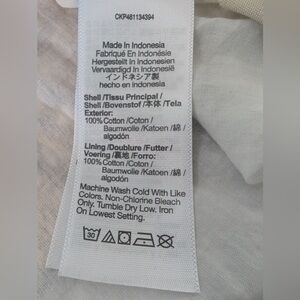 CKP481134394
Made In Indonesia
Fabriqué En Indonésie
Hergestellt in Indonesien
Vervaardigd In Indonesië
インドネシア製
hecho en Indonesia
Shell /Tissu Principal /
Shell /Bovenstof /本体 /Tela
Exterior:
100% Cotton /Coton /
Baumwolle /Katoen /綿 /
algodón
Lining /Doublure /Futter /
Voering /裏地 /Forro:
100% Cotton /Coton /
Baumwolle /Katoen /綿 /
algodón
Machine Wash Cold With Like
Colors. Non-Chlorine Bleach
Only. Tumble Dry Low. Iron
On Lowest Setting.
30